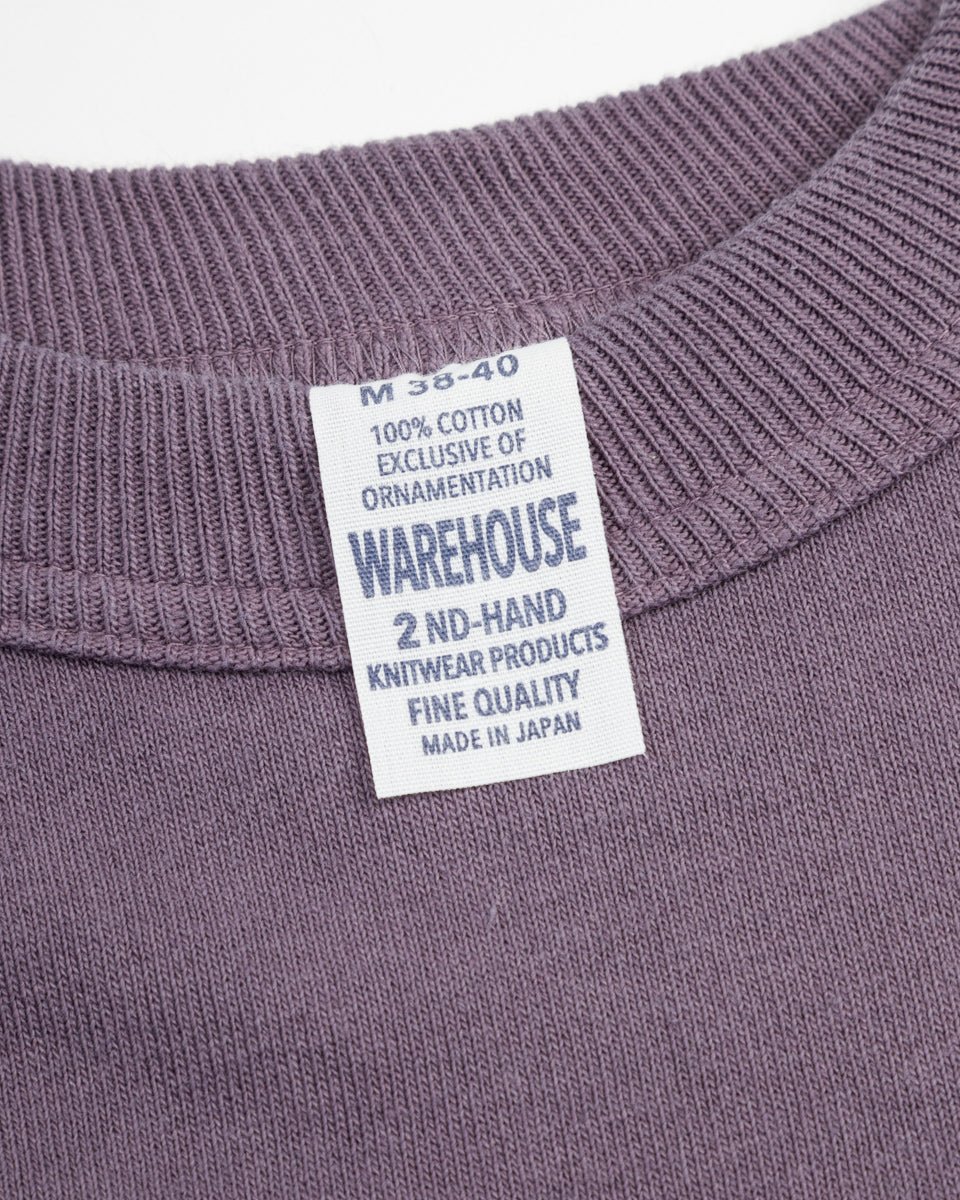 M 38-40
100% COTTON
EXCLUSIVE OF
ORNAMENTATION
WAREHOUSE
2 ND-HAND
KNITWEAR PRODUCTS
FINE QUALITY
MADE IN JAPAN